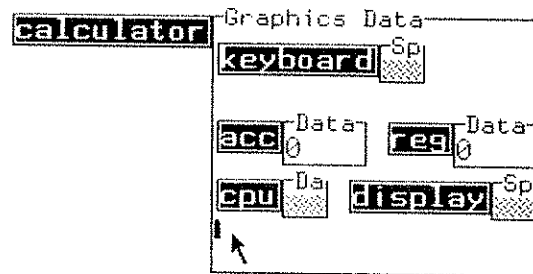 calculator Graphics Data
keyboard Sp
acc Data reg Data
0 0
cpu Da display Sp